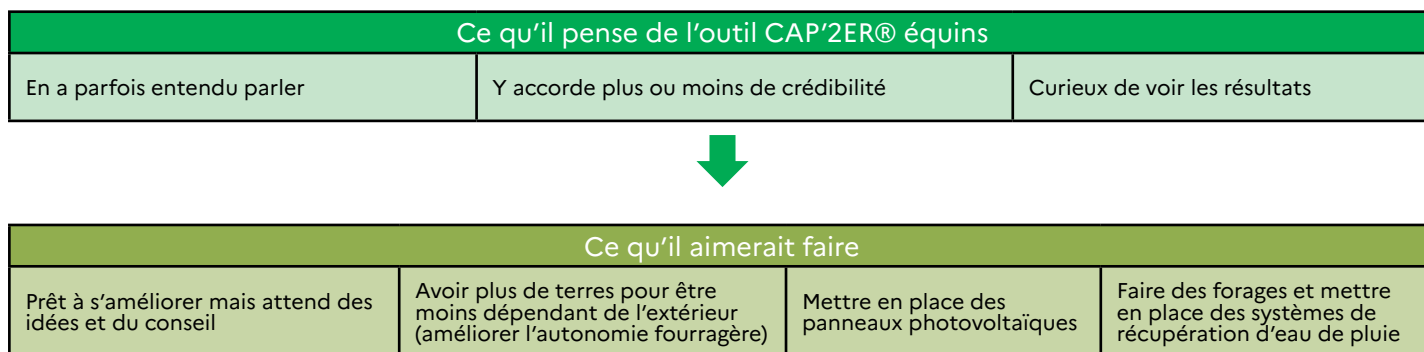 Ce qu’il pense de l’outil CAP’2ER® équins
En a parfois entendu parler
Y accorde plus ou moins de crédibilité
Curieux de voir les résultats
Ce qu’il aimerait faire
Prêt à s’améliorer mais attend des
idées et du conseil
Avoir plus de terres pour être
moins dépendant de l’extérieur
(améliorer l’autonomie fourragère)
Mettre en place des
panneaux photovoltaïques
Faire des forages et mettre
en place des systèmes de
récupération d’eau de pluie